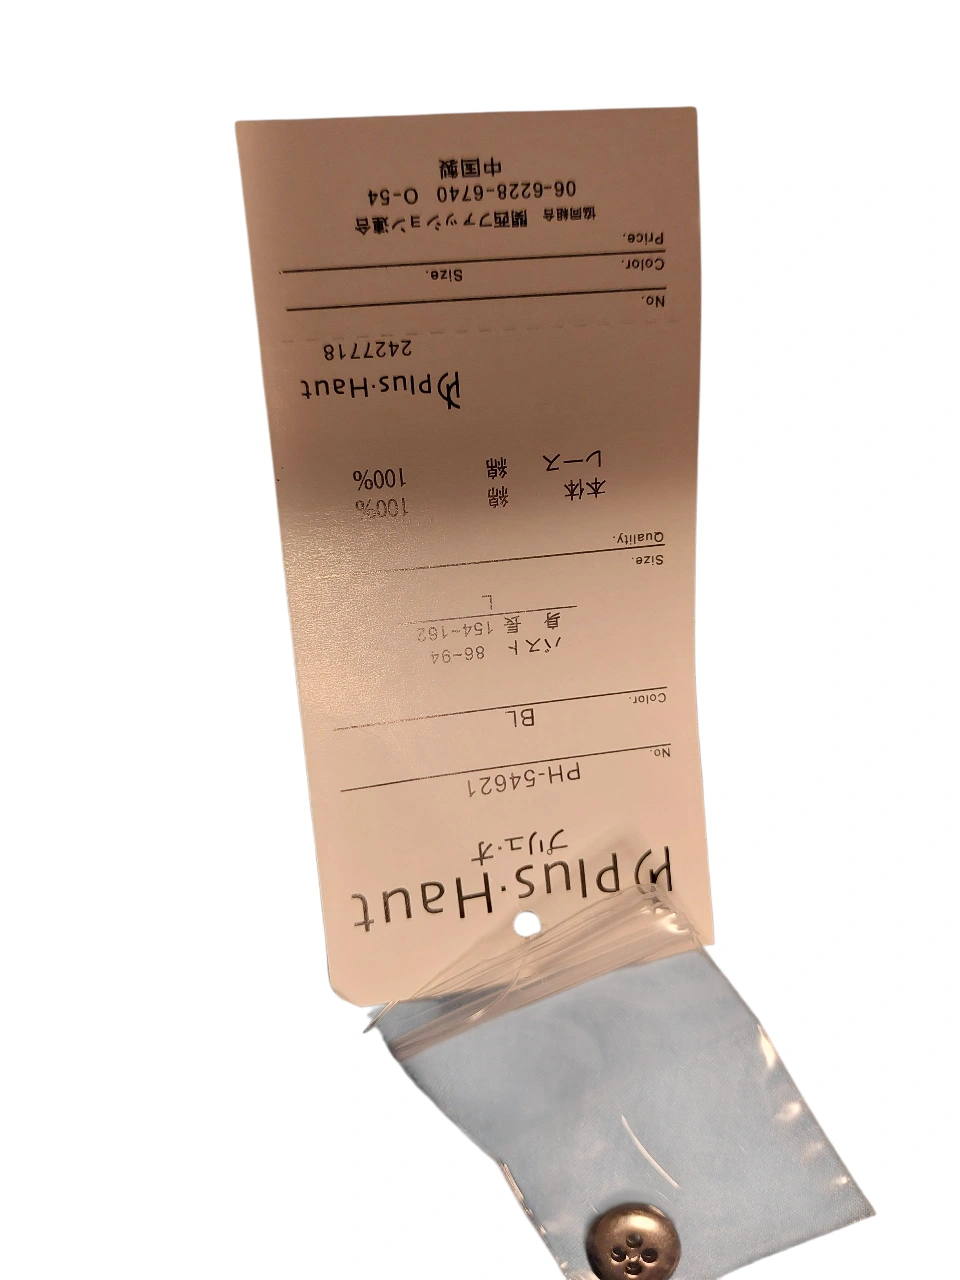 Plus・Haut
プリュ・オ
No. PH-54621
Color. BL
バスト 86~94
身長 154~162
L
Size.
Quality.
本体 綿 100%
レース 綿 100%
Plus・Haut
2427718
No.
Color. Size.
Price.
協同組合 関西ファッション連合
06-6228-6740 O-54
中国製